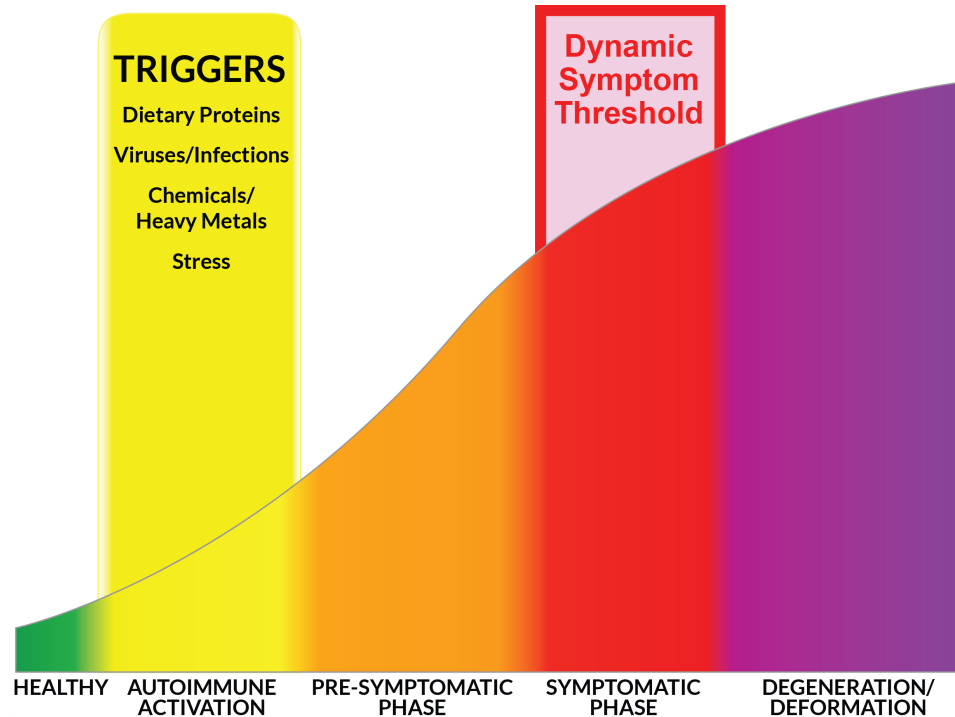 TRIGGERS
Dietary Proteins
Viruses/Infections
Chemicals/
Heavy Metals
Stress
Dynamic
Symptom
Threshold
HEALTHY
AUTOIMMUNE
ACTIVATION
PRE-SYMPTOMATIC
PHASE
SYMPTOMATIC
PHASE
DEGENERATION/
DEFORMATION